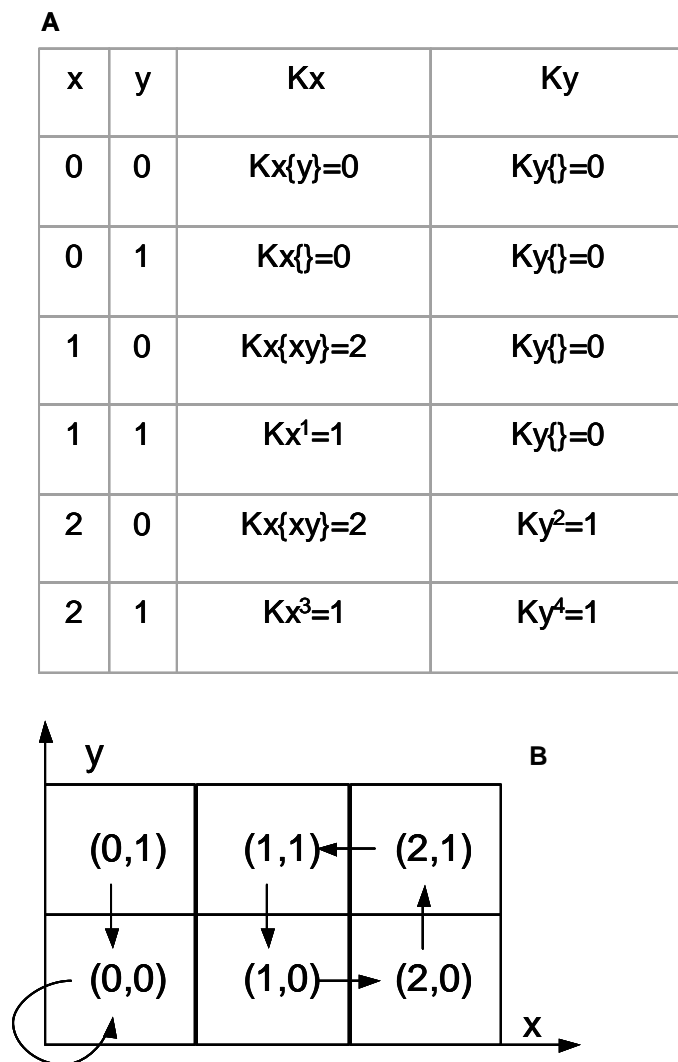 A
x y Kx Ky
0 0 Kx{y}=0 Ky{}=0
0 1 Kx{}=0 Ky{}=0
1 0 Kx{xy}=2 Ky{}=0
1 1 Kx¹=1 Ky{}=0
2 0 Kx{xy}=2 Ky²=1
2 1 Kx³=1 Ky⁴=1
y B
(0,1) (1,1) (2,1)
(0,0) (1,0) (2,0)
x